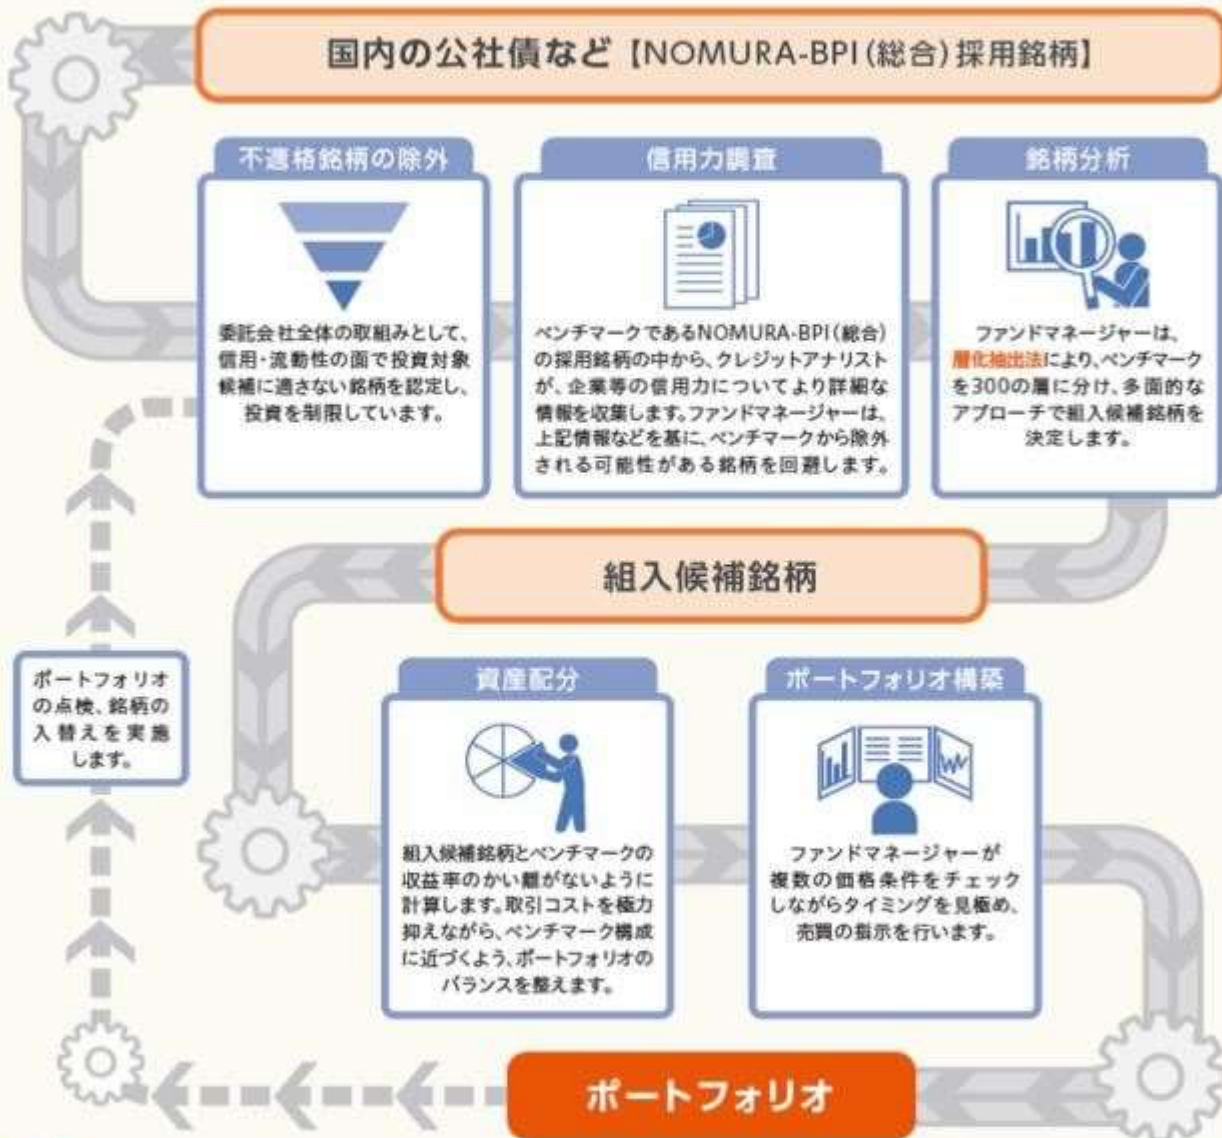 国内の公社債など【NOMURA-BPI(総合)採用銘柄】
不適格銘柄の除外
委託会社全体の取組みとして、
信用・流動性の面で投資対象
候補に適さない銘柄を認定し、
投資を制限しています。
信用力調査
ベンチマークであるNOMURA-BPI(総合)
の採用銘柄の中から、クレジットアナリスト
が、企業等の信用力についてより詳細な
情報を収集します。ファンドマネージャーは、
上記情報などを基に、ベンチマークから除外
される可能性がある銘柄を回避します。
銘柄分析
ファンドマネージャーは、
層化抽出法により、ベンチマーク
を300の層に分け、多面的な
アプローチで組入候補銘柄を
決定します。
組入候補銘柄
資産配分
組入候補銘柄とベンチマークの
収益率のかい離がないように
計算します。取引コストを極力
抑えながら、ベンチマーク構成
に近づくよう、ポートフォリオの
バランスを整えます。
ポートフォリオ構築
ファンドマネージャーが
複数の価格条件をチェック
しながらタイミングを見極め、
売買の指示を行います。
ポートフォリオ
ポートフォリオ
の点検、銘柄の
入替えを実施
します。